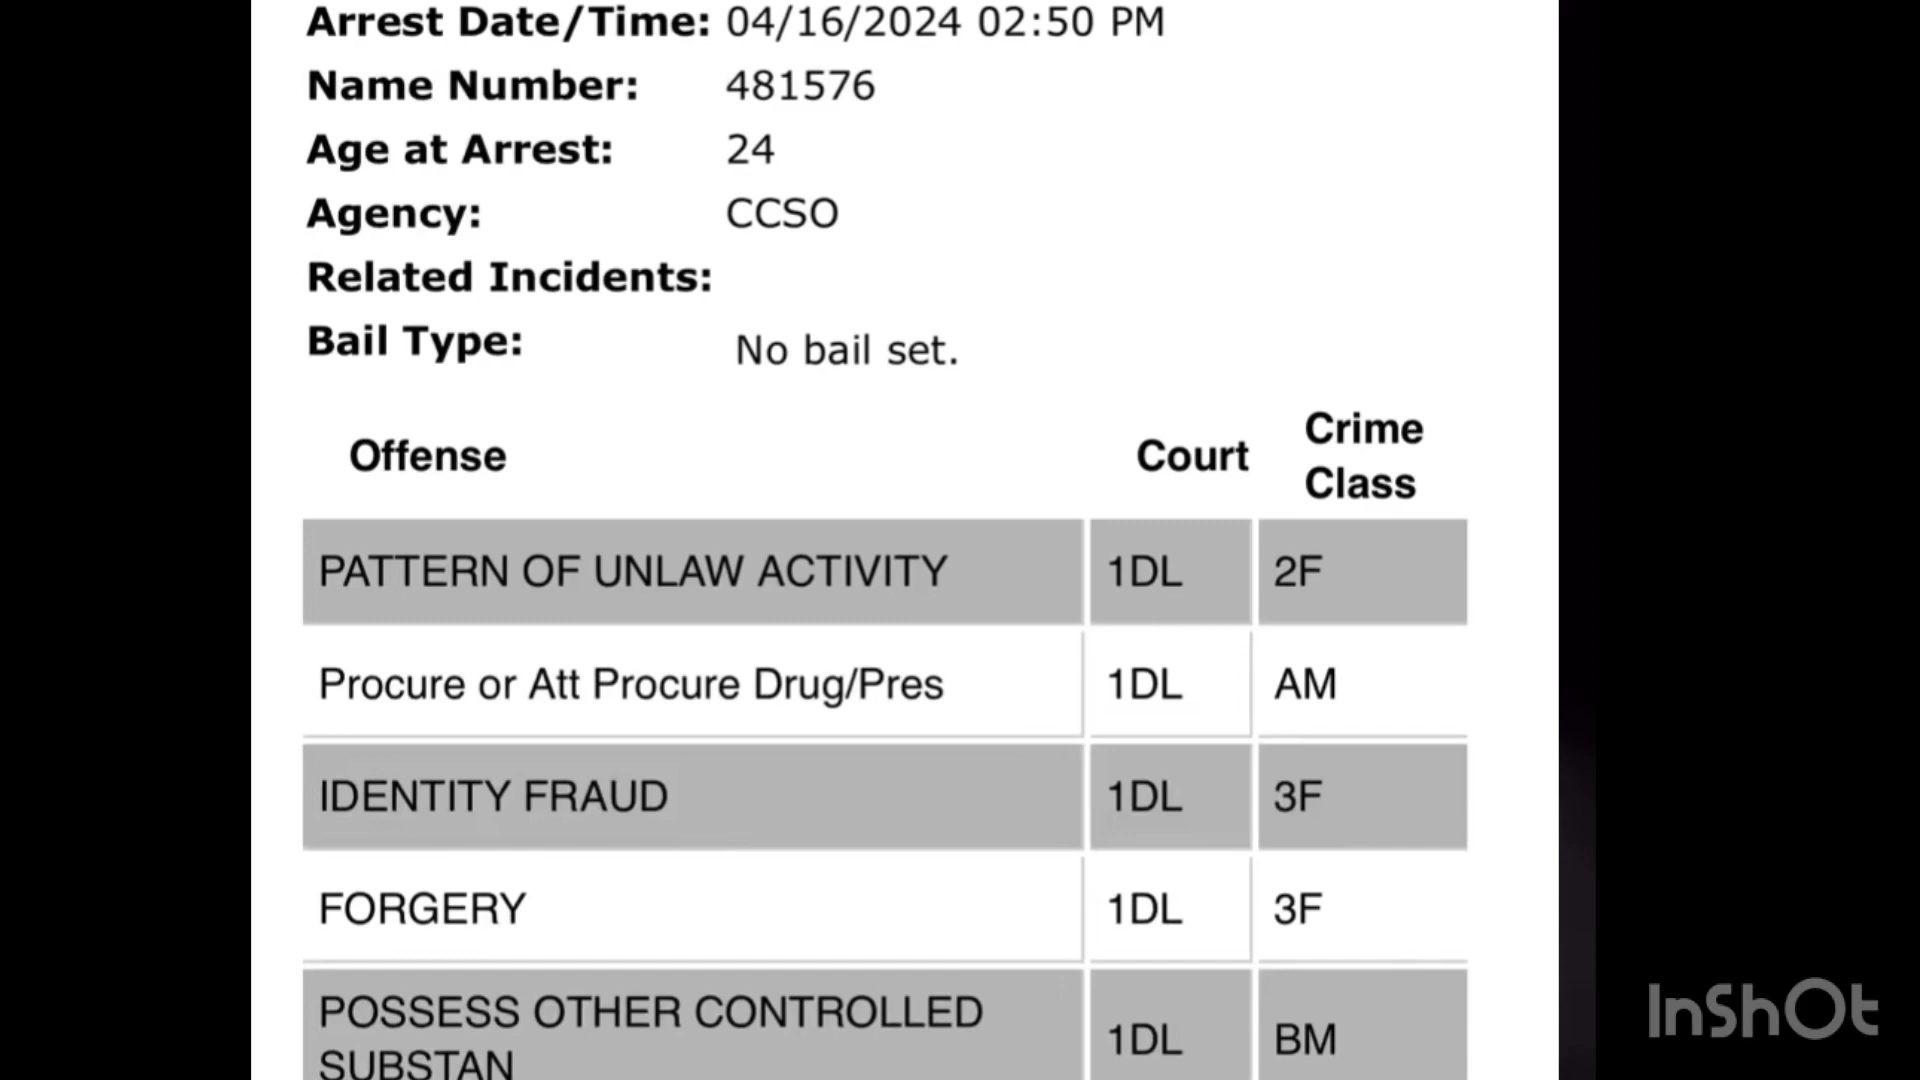 Arrest Date/Time: 04/16/2024 02:50 PM
Name Number: 481576
Age at Arrest: 24
Agency: CCSO
Related Incidents:
Bail Type: No bail set.
Offense Court Crime Class
PATTERN OF UNLAW ACTIVITY 1DL 2F
Procure or Att Procure Drug/Pres 1DL AM
IDENTITY FRAUD 1DL 3F
FORGERY 1DL 3F
POSSESS OTHER CONTROLLED
SUBSTAN 1DL BM
InShOt